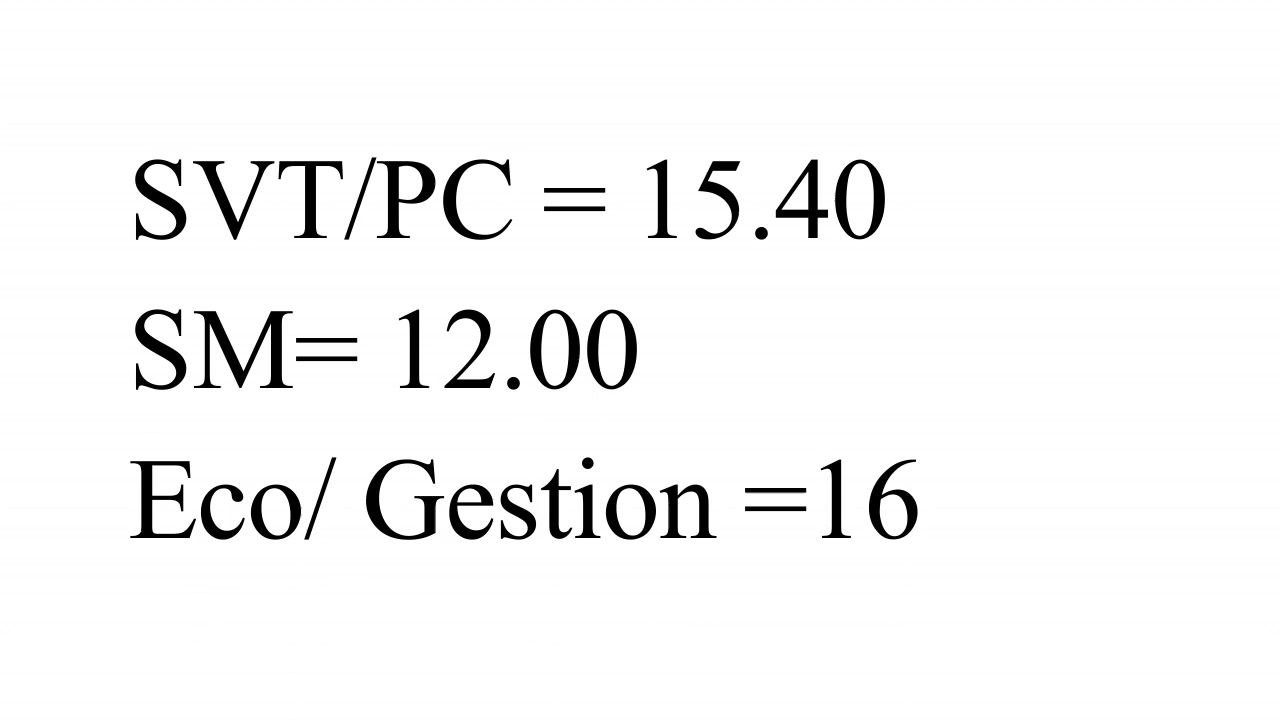 SVT/PC = 15.40
SM= 12.00
Eco/ Gestion =16